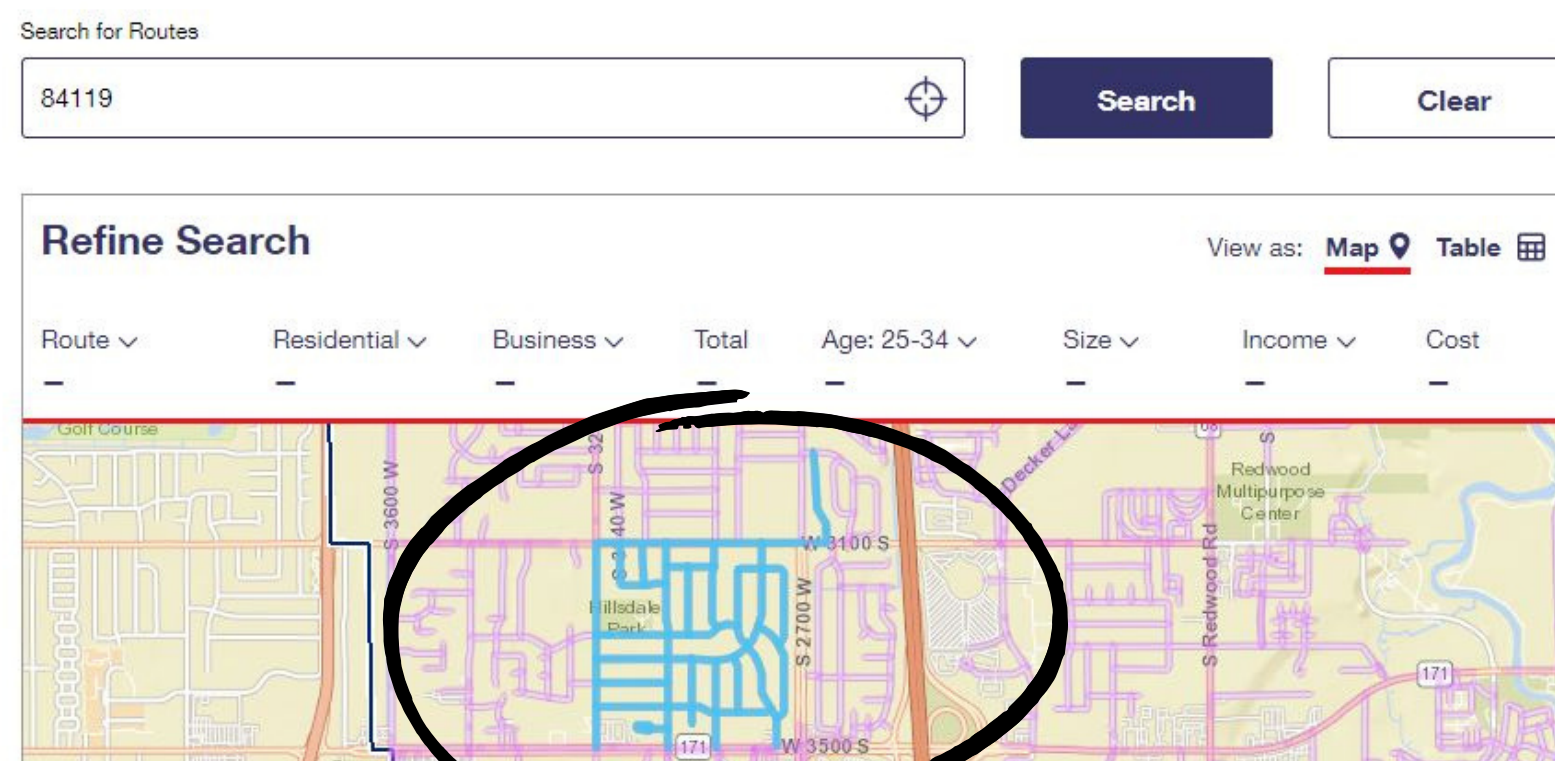 Search for Routes
84119
Search
Clear
Refine Search
View as: Map Table
Route Residential Business Total Age: 25-34 Size Income Cost
– – – – – – – –
Golf Course
S 32
Decker
S
S 3600 W
40 W
Redwood
Multipurpose
Center
W 3100 S
S
Hillsdale
Park
S 2700 W
S Redwood Rd
171
171
W 3500 S